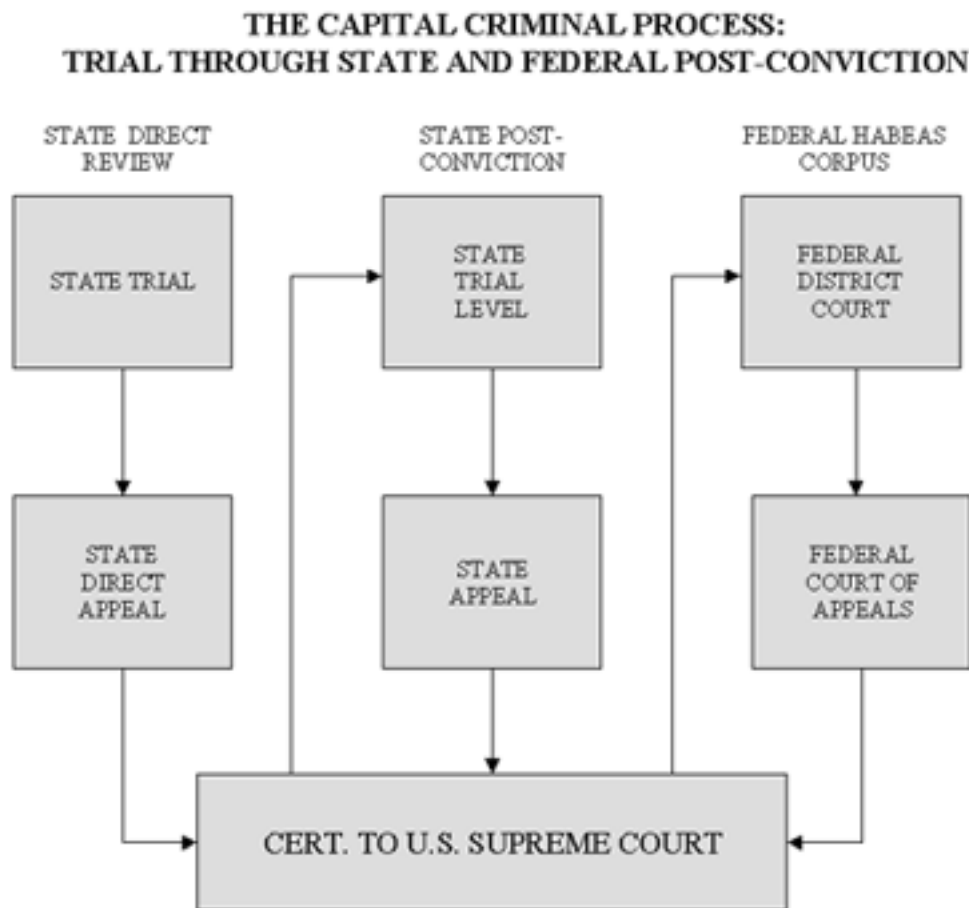 THE CAPITAL CRIMINAL PROCESS:
TRIAL THROUGH STATE AND FEDERAL POST-CONVICTION
STATE DIRECT
REVIEW
STATE POST-
CONVICTION
FEDERAL HABEAS
CORPUS
STATE TRIAL
STATE
TRIAL
LEVEL
FEDERAL
DISTRICT
COURT
STATE
DIRECT
APPEAL
STATE
APPEAL
FEDERAL
COURT OF
APPEALS
CERT. TO U.S. SUPREME COURT